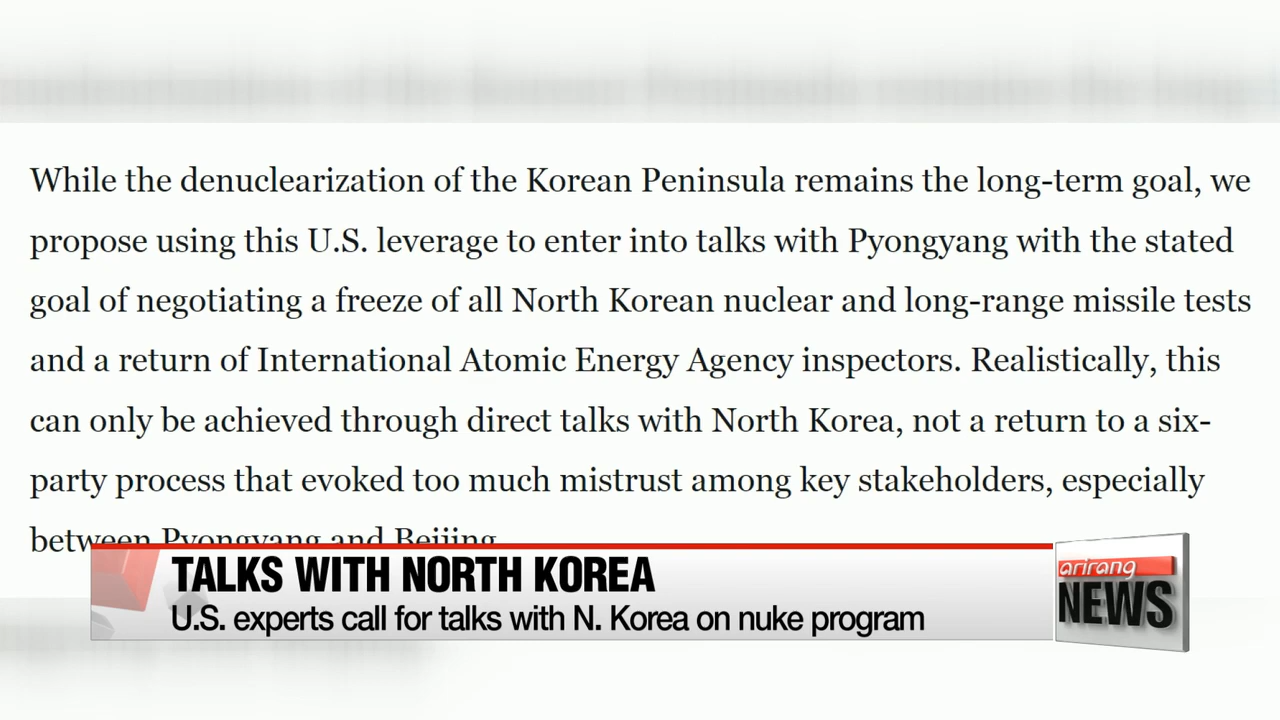 While the denuclearization of the Korean Peninsula remains the long-term goal, we
propose using this U.S. leverage to enter into talks with Pyongyang with the stated
goal of negotiating a freeze of all North Korean nuclear and long-range missile tests
and a return of International Atomic Energy Agency inspectors. Realistically, this
can only be achieved through direct talks with North Korea, not a return to a six-
party process that evoked too much mistrust among key stakeholders, especially
between Pyongyang and Beijing.
TALKS WITH NORTH KOREA
U.S. experts call for talks with N. Korea on nuke program
arirang
NEWS